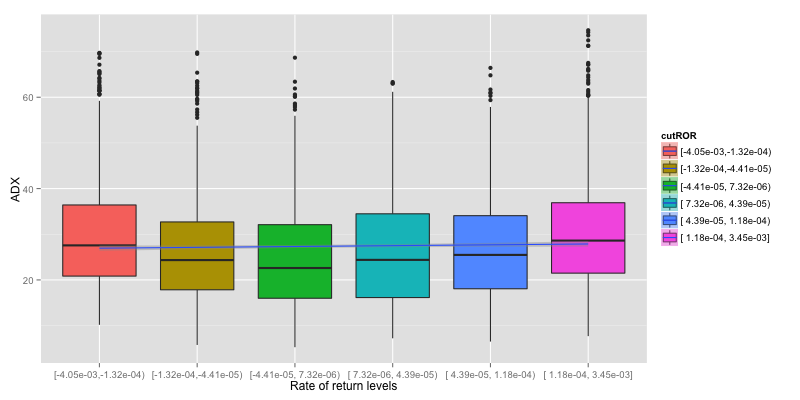 60
40
20
ADX
[-4.05e-03,-1.32e-04)
[-1.32e-04,-4.41e-05)
[-4.41e-05, 7.32e-06)
[ 7.32e-06, 4.39e-05)
[ 4.39e-05, 1.18e-04)
[ 1.18e-04, 3.45e-03]
Rate of return levels
cutROR
[-4.05e-03,-1.32e-04)
[-1.32e-04,-4.41e-05)
[-4.41e-05, 7.32e-06)
[ 7.32e-06, 4.39e-05)
[ 4.39e-05, 1.18e-04)
[ 1.18e-04, 3.45e-03]